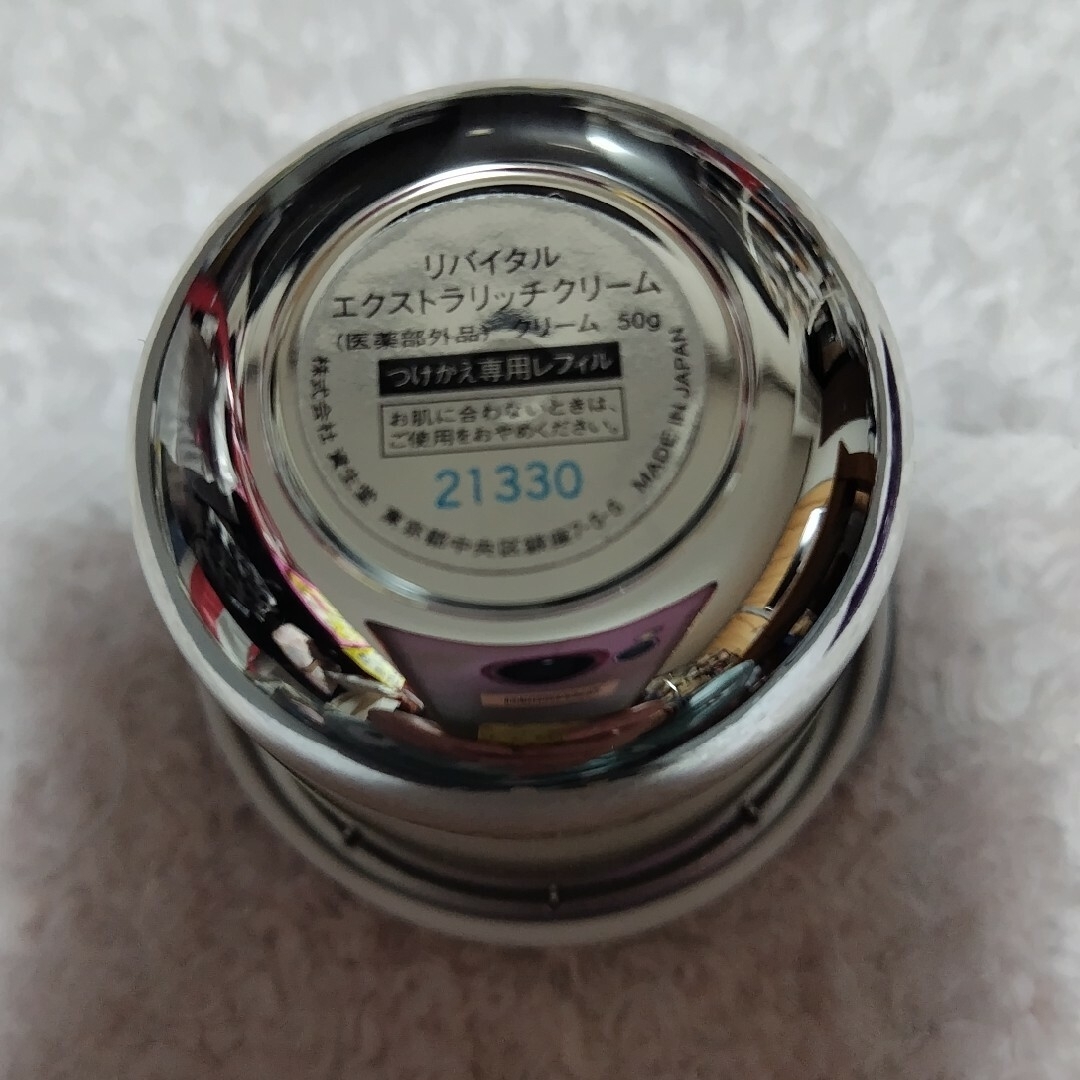 リバイタル
エクストラリッチクリーム
（医薬部外品） クリーム 50g
つけかえ専用レフィル
お肌に合わないときは、
ご使用をおやめください。
21330
株式会社 資生堂 東京都中央区銀座7-5-5 MADE IN JAPAN